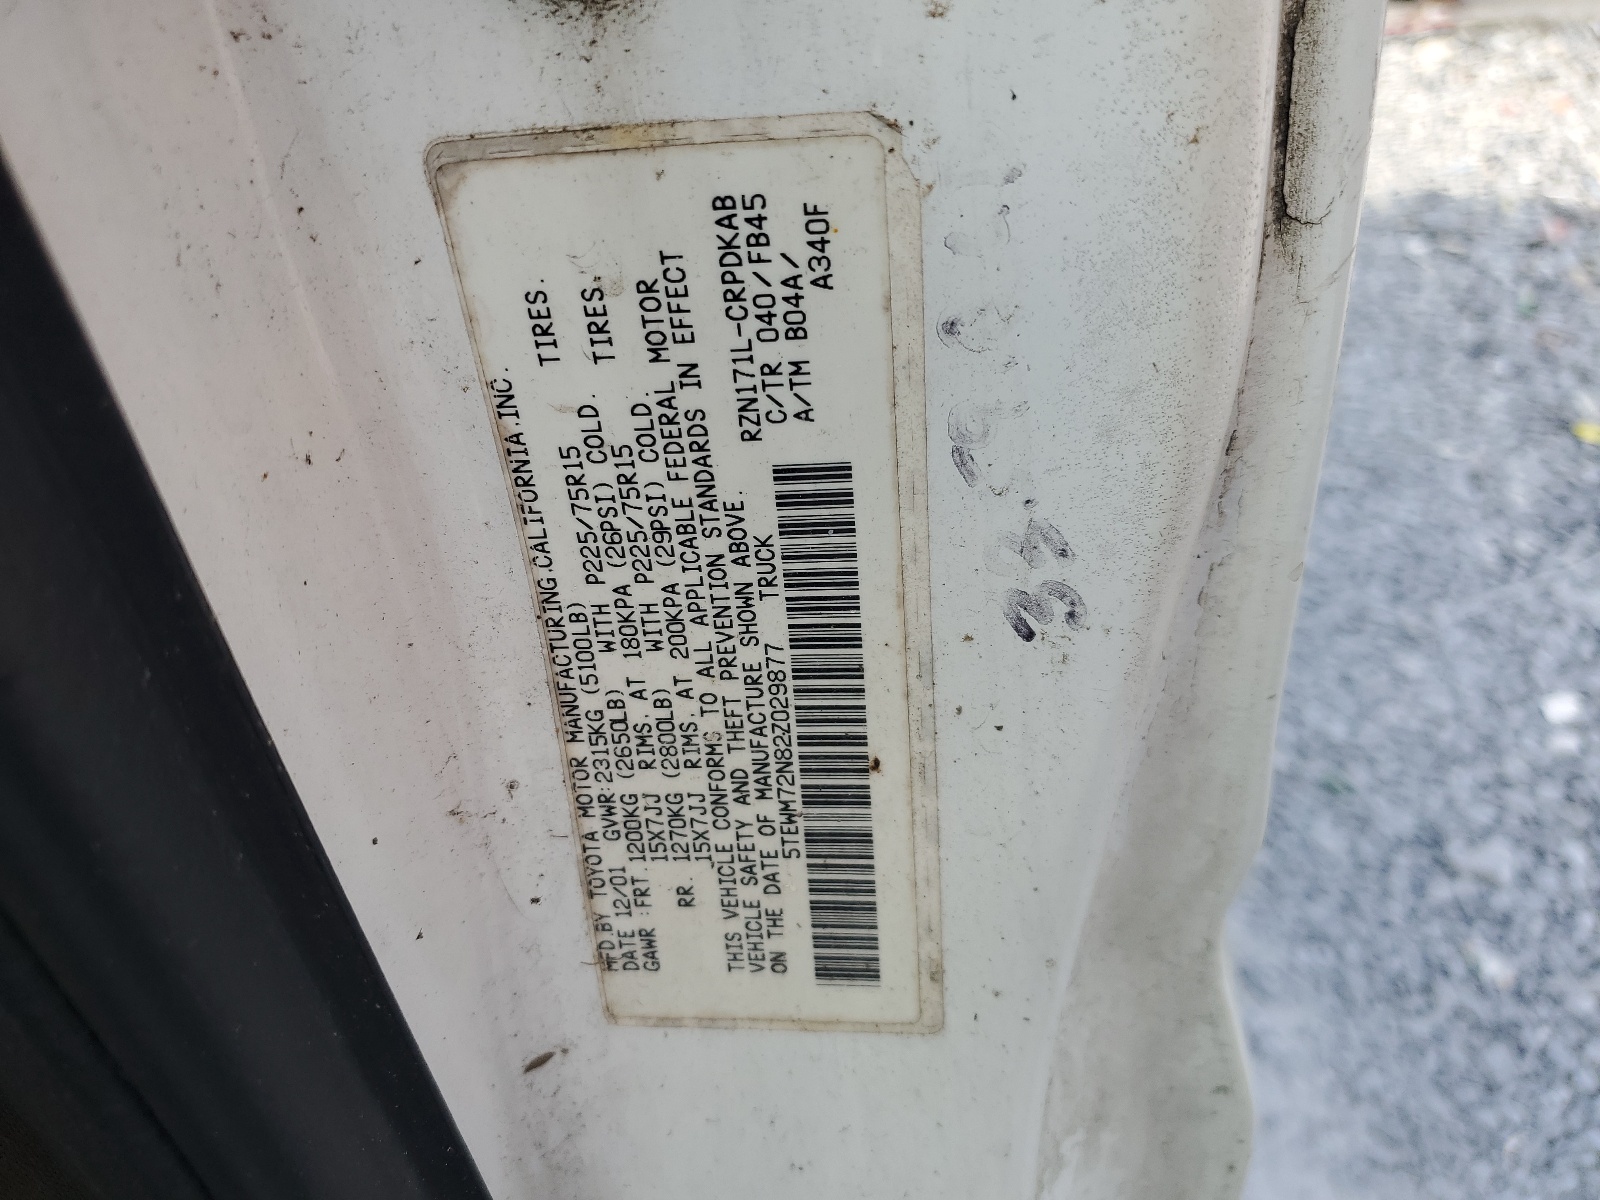 MFD.BY TOYOTA MOTOR MANUFACTURING,CALIFORNIA,INC.
DATE 12/01 GVWR:2315KG (5100LB)
GAWR:FRT. 1200KG (2650LB) WITH P225/75R15 TIRES.
15X7JJ RIMS, AT 180KPA (26PSI) COLD.
RR. 1270KG (2800LB) WITH P225/75R15 TIRES.
15X7JJ RIMS, AT 200KPA (29PSI) COLD.
THIS VEHICLE CONFORMS TO ALL APPLICABLE FEDERAL MOTOR
VEHICLE SAFETY AND THEFT PREVENTION STANDARDS IN EFFECT
ON THE DATE OF MANUFACTURE SHOWN ABOVE.
5TEWM72N82Z029877 TRUCK
RZN171L-CRPDKAB
C/TR 040/FB45
A/TM B04A/
A340F
33